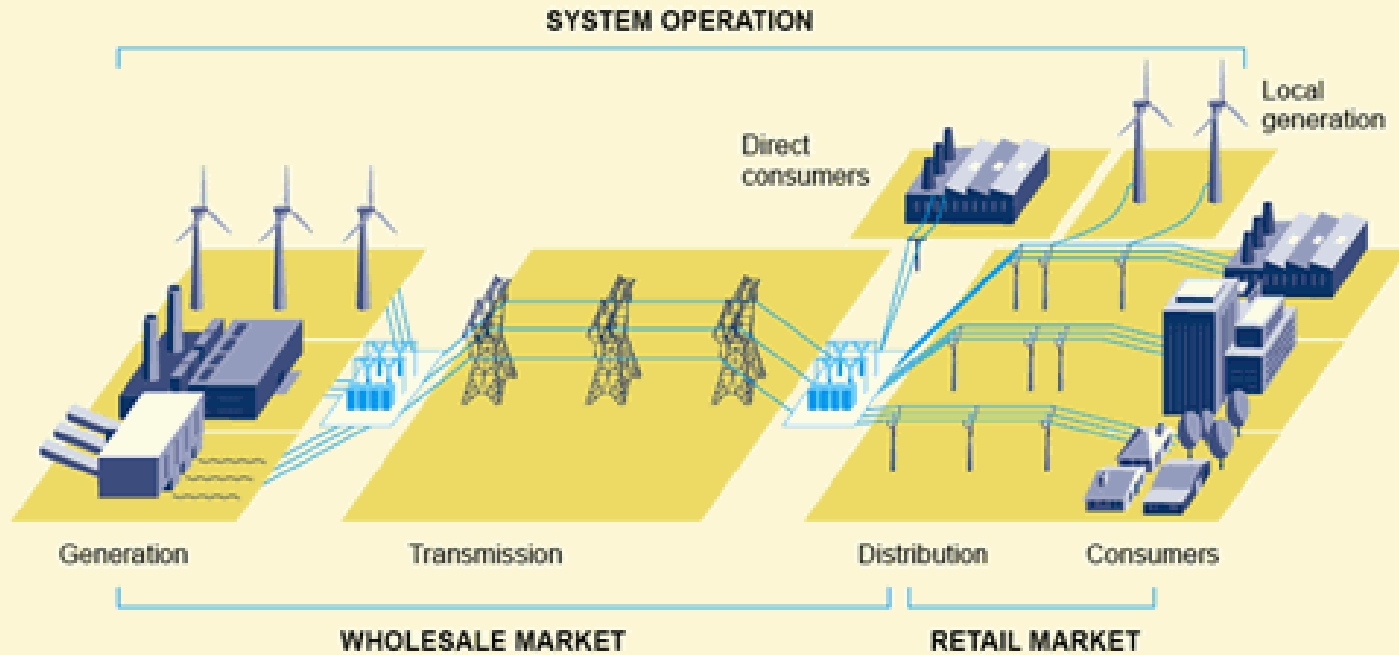 SYSTEM OPERATION
Local
generation
Direct
consumers
Generation
Transmission
Distribution
Consumers
WHOLESALE MARKET
RETAIL MARKET